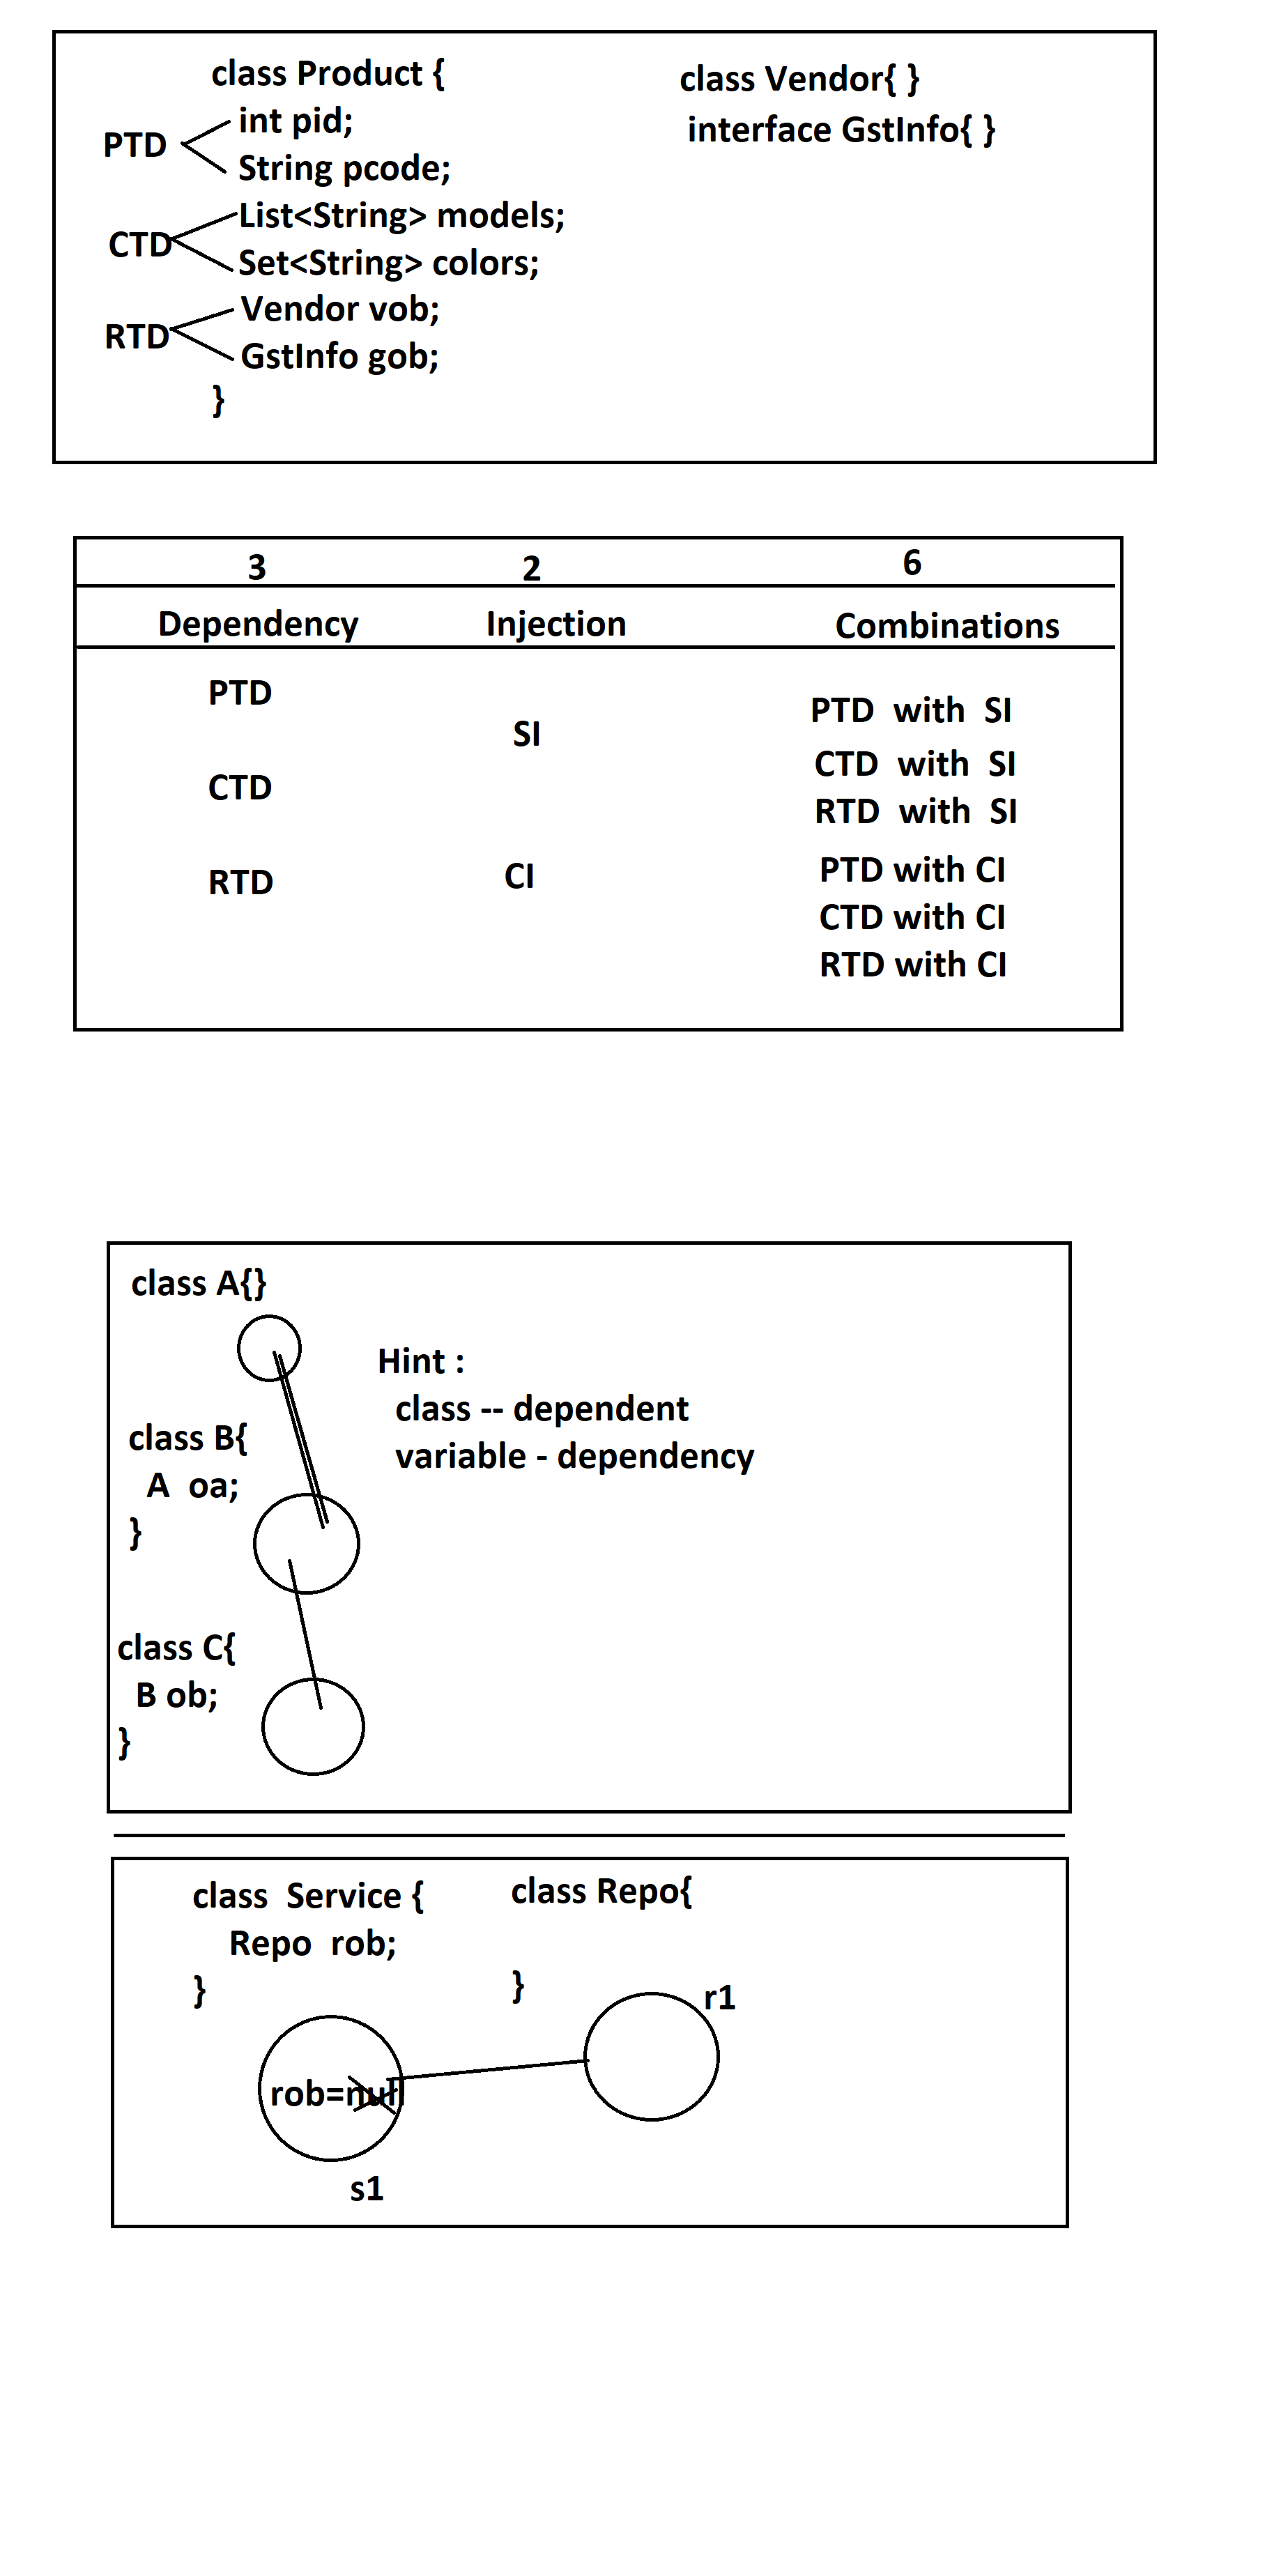 class Product {
class Vendor{ }
int pid;
interface GstInfo{ }
PTD
String pcode;
List<String> models;
CTD
Set<String> colors;
Vendor vob;
RTD
GstInfo gob;
}
3 2 6
Dependency Injection Combinations
PTD
PTD with SI
SI
CTD with SI
CTD
RTD with SI
PTD with CI
RTD
CI
CTD with CI
RTD with CI
class A{}
Hint :
class -- dependent
variable - dependency
class B{
A oa;
}
class C{
B ob;
}
class Service {
Repo rob;
}
class Repo{
}
r1
rob=null
s1